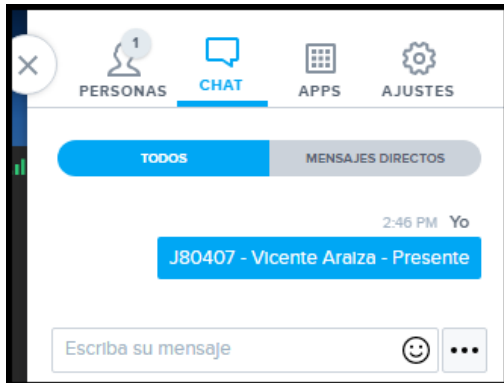 1
PERSONAS CHAT APPS AJUSTES
TODOS MENSAJES DIRECTOS
2:46 PM Yo
J80407 - Vicente Araiza - Presente
Escriba su mensaje